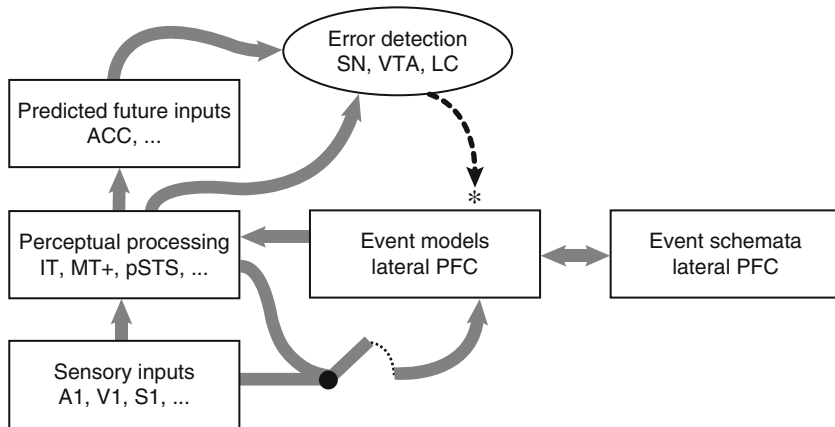 Error detection
SN, VTA, LC
Predicted future inputs
ACC, ...
*
Perceptual processing
IT, MT+, pSTS, ...
Event models
lateral PFC
Event schemata
lateral PFC
Sensory inputs
A1, V1, S1, ...